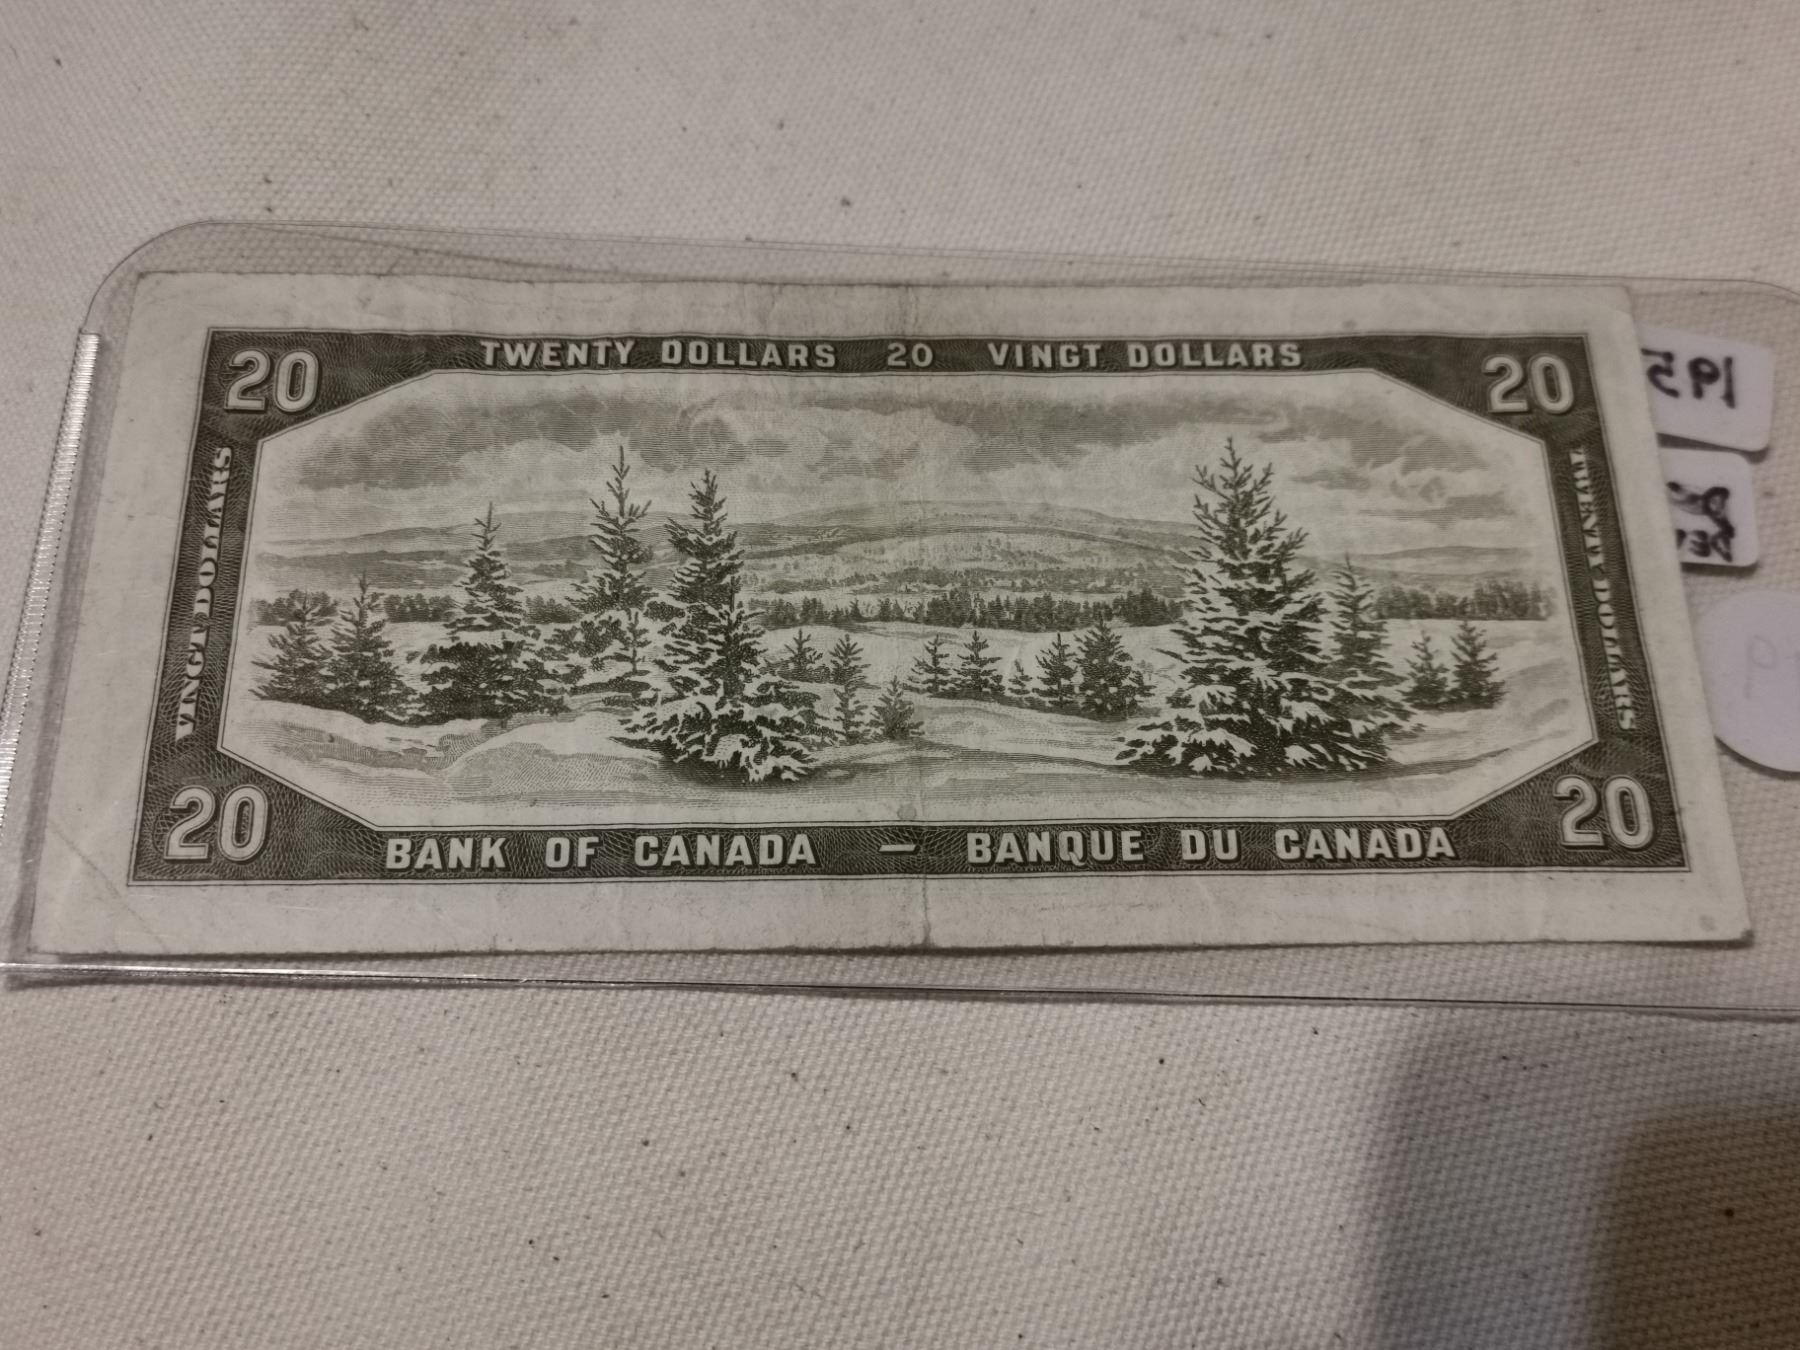 TWENTY DOLLARS 20 VINGT DOLLARS
20
20
VINGT DOLLARS
TWENTY DOLLARS
20
20
BANK OF CANADA — BANQUE DU CANADA
195